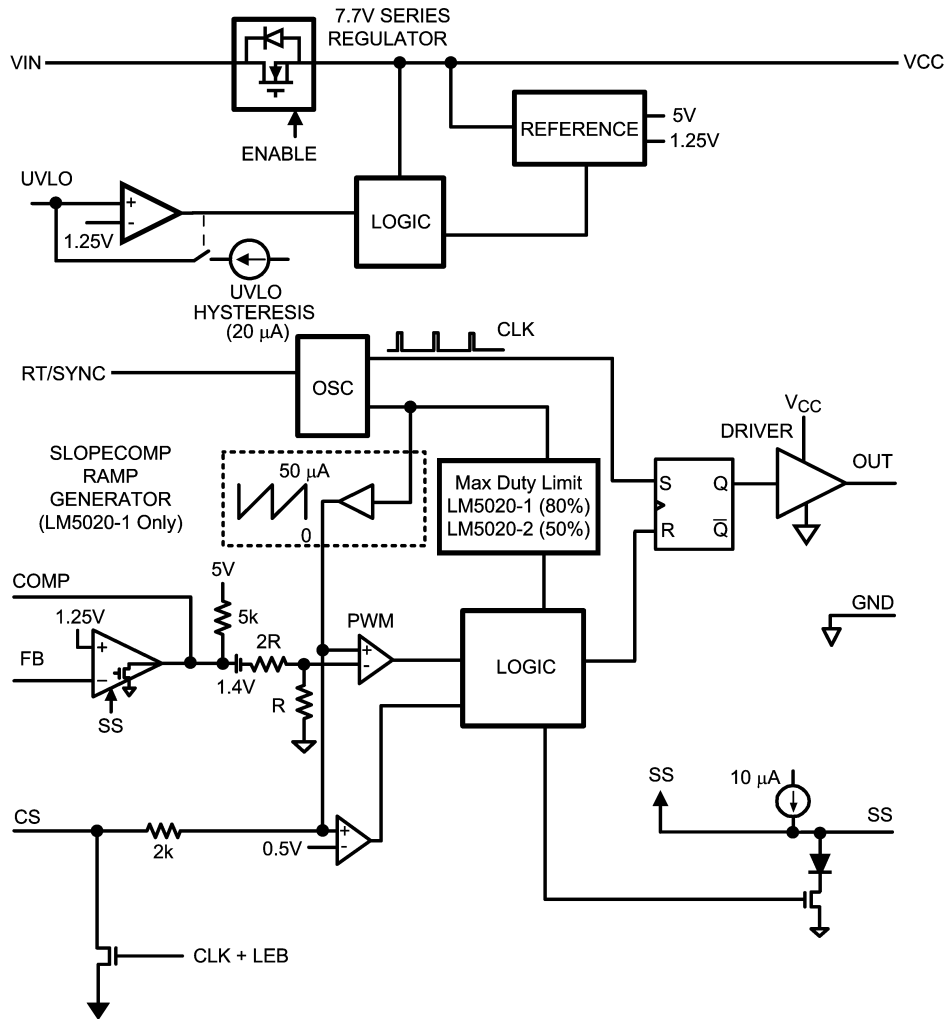 7.7V SERIES
REGULATOR
VIN
VCC
ENABLE
REFERENCE
5V
1.25V
UVLO
+
-
1.25V
LOGIC
UVLO
HYSTERESIS
(20 μA)
CLK
RT/SYNC
OSC
SLOPECOMP
RAMP
GENERATOR
(LM5020-1 Only)
50 μA
0
Max Duty Limit
LM5020-1 (80%)
LM5020-2 (50%)
S Q
R Q̅
VCC
DRIVER
OUT
COMP
5V
5k
1.25V
+
FB
−
SS
1.4V
2R
R
PWM
+
-
LOGIC
GND
CS
2k
0.5V
+
-
SS
10 μA
SS
CLK + LEB